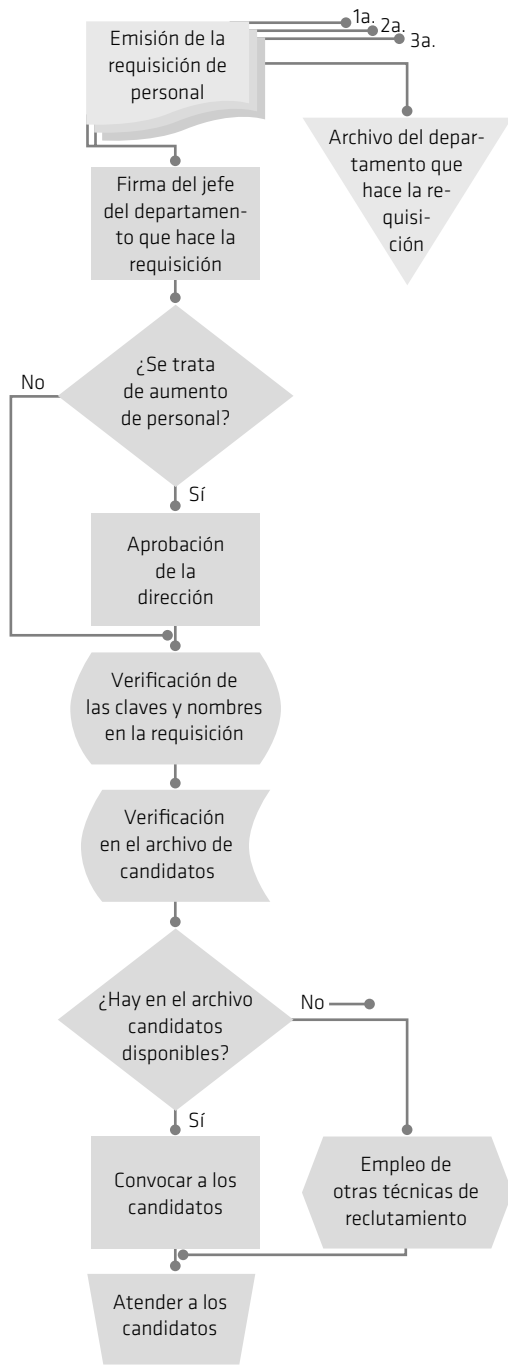 Emisión de la
requisición de
personal
1a.
2a.
3a.
Archivo del depar-
tamento que
hace la re-
quisi-
ción
Firma del jefe
del departamen-
to que hace la
requisición
¿Se trata
de aumento
de personal?
No
Sí
Aprobación
de la
dirección
Verificación de
las claves y nombres
en la requisición
Verificación
en el archivo de
candidatos
¿Hay en el archivo
candidatos
disponibles?
No
Sí
Convocar a los
candidatos
Empleo de
otras técnicas de
reclutamiento
Atender a los
candidatos